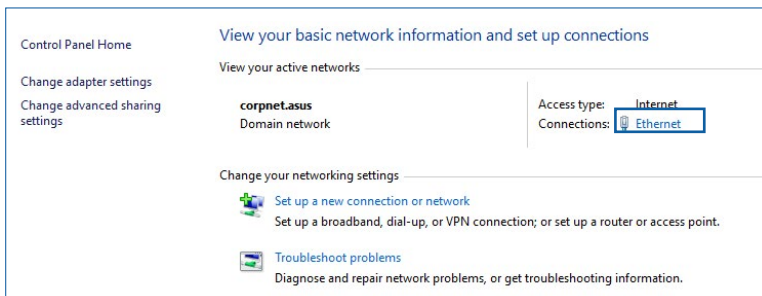 Control Panel Home
Change adapter settings
Change advanced sharing
settings
View your basic network information and set up connections
View your active networks
corpnet.asus
Domain network
Access type: Internet
Connections: Ethernet
Change your networking settings
Set up a new connection or network
Set up a broadband, dial-up, or VPN connection; or set up a router or access point.
Troubleshoot problems
Diagnose and repair network problems, or get troubleshooting information.